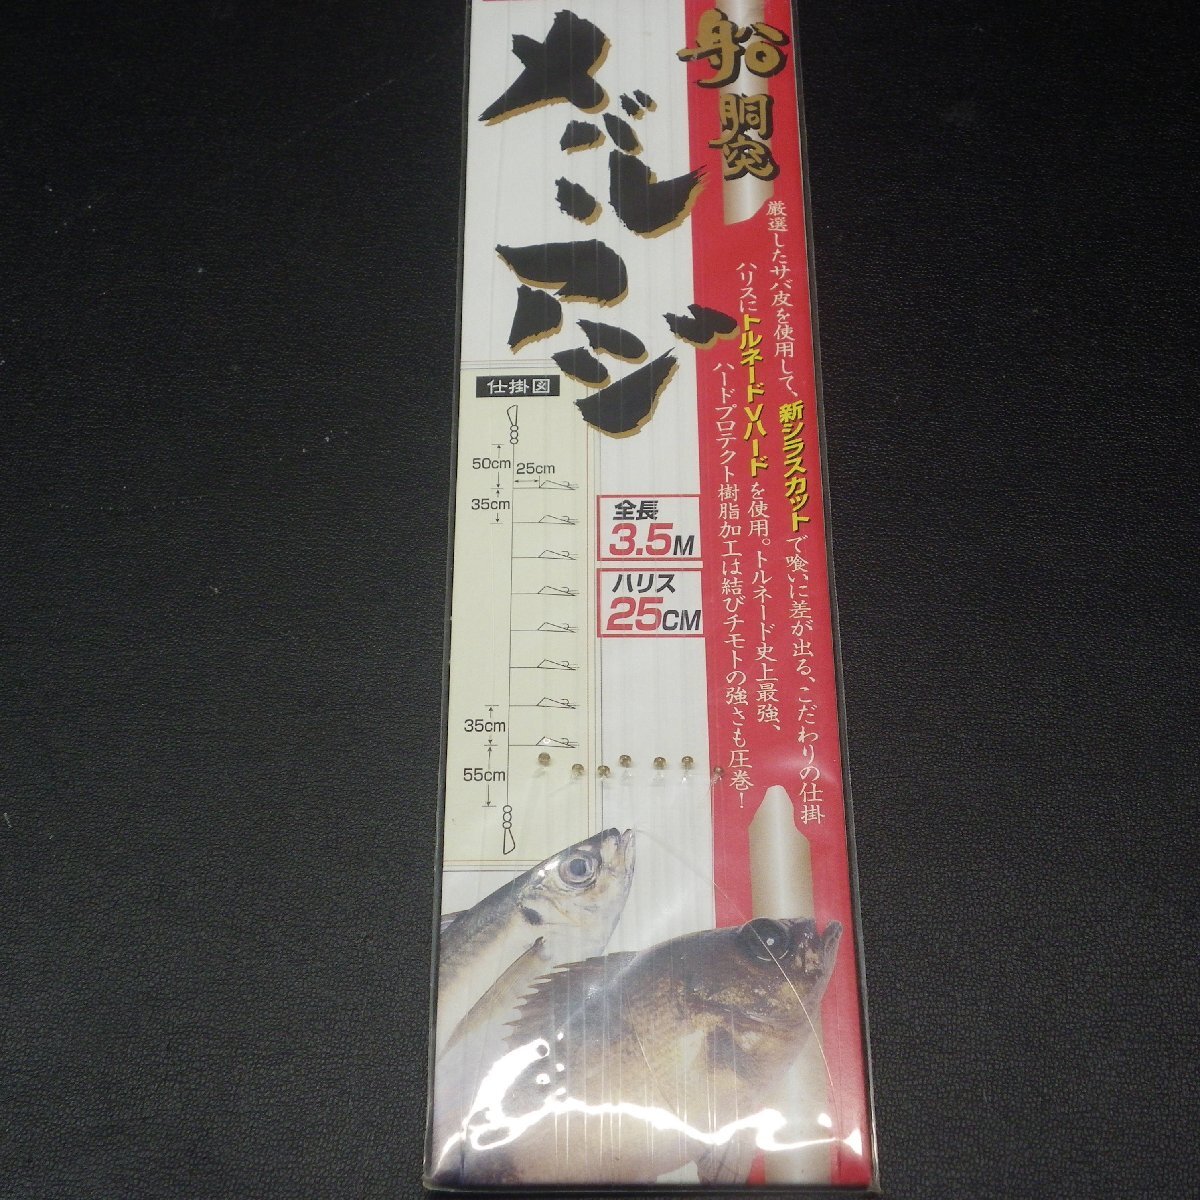 船
胴突
メバル
アジ
厳選したサバ皮を使用して、新シラスカットで喰いに差が出る、こだわりの仕掛
ハリスにトルネードVハードを使用。トルネード史上最強、
ハードプロテクト樹脂加工は結びチモトの強さも圧巻！
仕掛図
50cm
25cm
35cm
35cm
55cm
全長
3.5M
ハリス
25CM